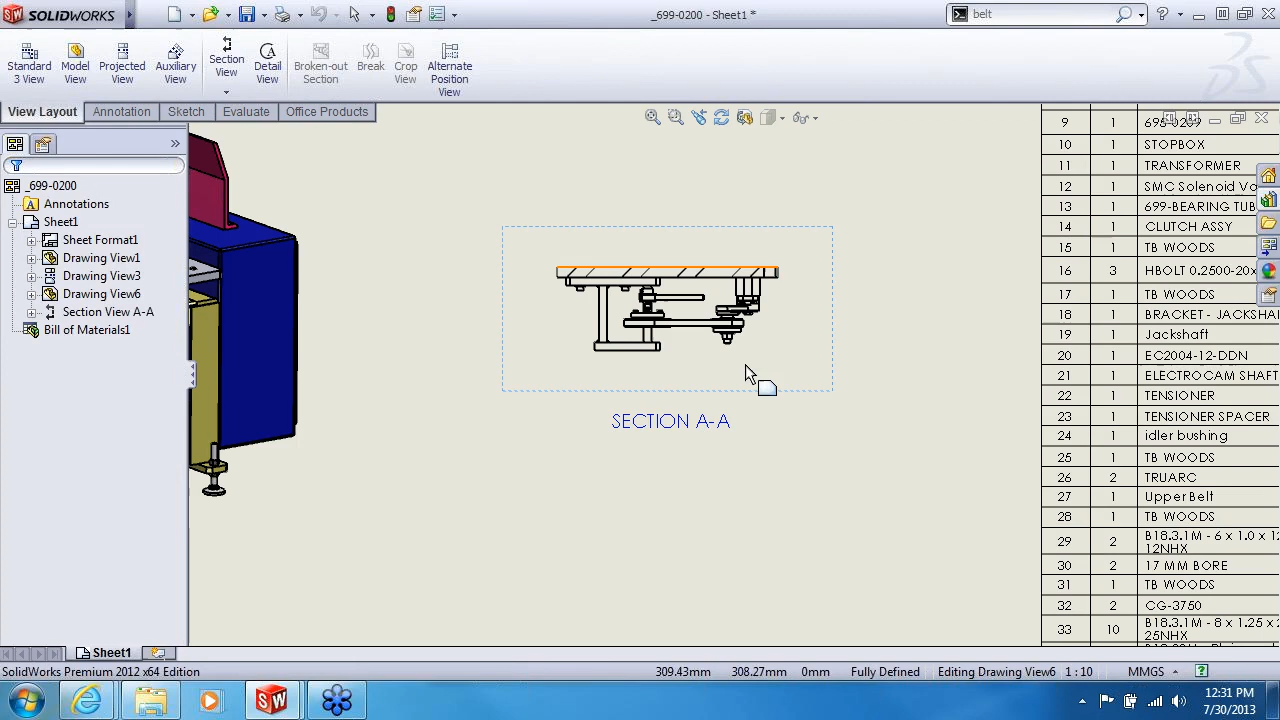 SOLIDWORKS
_699-0200 - Sheet1 *
belt
Standard 3 View
Model View
Projected View
Auxiliary View
Section View
Detail View
Broken-out Section
Break
Crop View
Alternate Position View
View Layout
Annotation
Sketch
Evaluate
Office Products
_699-0200
Annotations
Sheet1
Sheet Format1
Drawing View1
Drawing View3
Drawing View6
Section View A-A
Bill of Materials1
SECTION A-A
9 1
10 1 STOPBOX
11 1 TRANSFORMER
12 1 SMC Solenoid
13 1 699-BEARING TUB
14 1 CLUTCH ASSY
15 1 TB WOODS
16 3 HBOLT 0.2500-20x
17 1 TB WOODS
18 1 BRACKET - JACKSHA
19 1 Jackshaft
20 1 EC2004-12-DDN
21 1 ELECTROCAM SHAFT
22 1 TENSIONER
23 1 TENSIONER SPACER
24 1 idler bushing
25 1 TB WOODS
26 2 TRUARC
27 1 Upper Belt
28 1 TB WOODS
29 2 B18.3.1M - 6 x 1.0 x 12
12NHX
30 2 17 MM BORE
31 1 TB WOODS
32 2 CG-3750
33 10 B18.3.1M - 8 x 1.25 x 2
25NHX
Sheet1
SolidWorks Premium 2012 x64 Edition
309.43mm 308.27mm 0mm Fully Defined Editing Drawing View6 1 : 10 MMGS
12:31 PM
7/30/2013